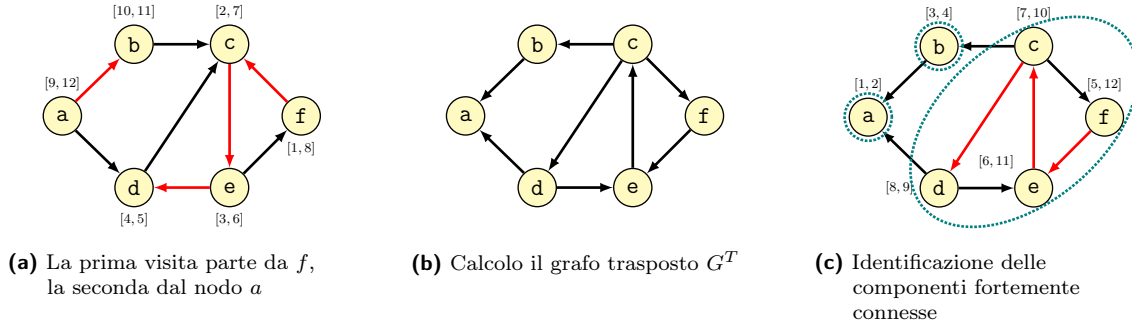 [10, 11]
[2, 7]
b
c
[9, 12]
a
f
[1, 8]
d
e
[4, 5]
[3, 6]
(a) La prima visita parte da f,
la seconda dal nodo a
b
c
a
f
d
e
(b) Calcolo il grafo trasposto G^T
[3, 4]
[7, 10]
b
c
[1, 2]
[5, 12]
a
f
[6, 11]
d
e
[8, 9]
(c) Identificazione delle
componenti fortemente
connesse